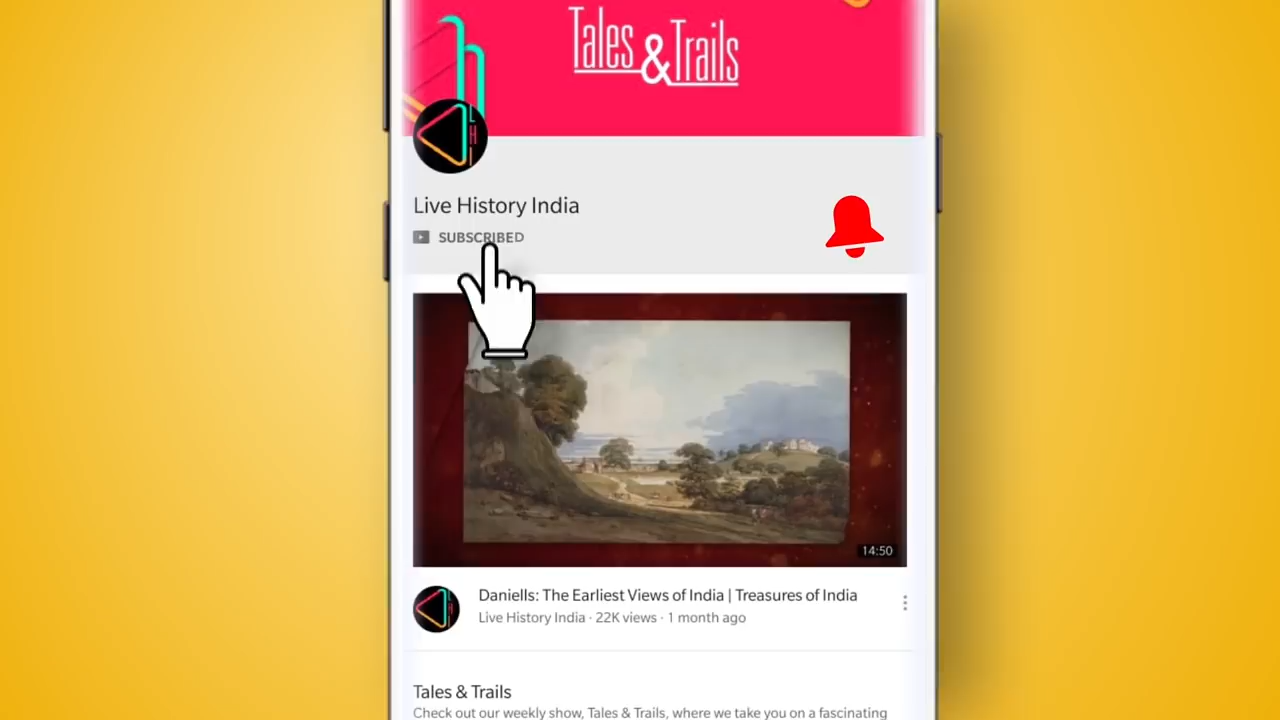 Tales & Trails
LHI
Live History India
SUBSCRIBED
14:50
Daniells: The Earliest Views of India | Treasures of India
Live History India · 22K views · 1 month ago
Tales & Trails
Check out our weekly show, Tales & Trails, where we take you on a fascinating